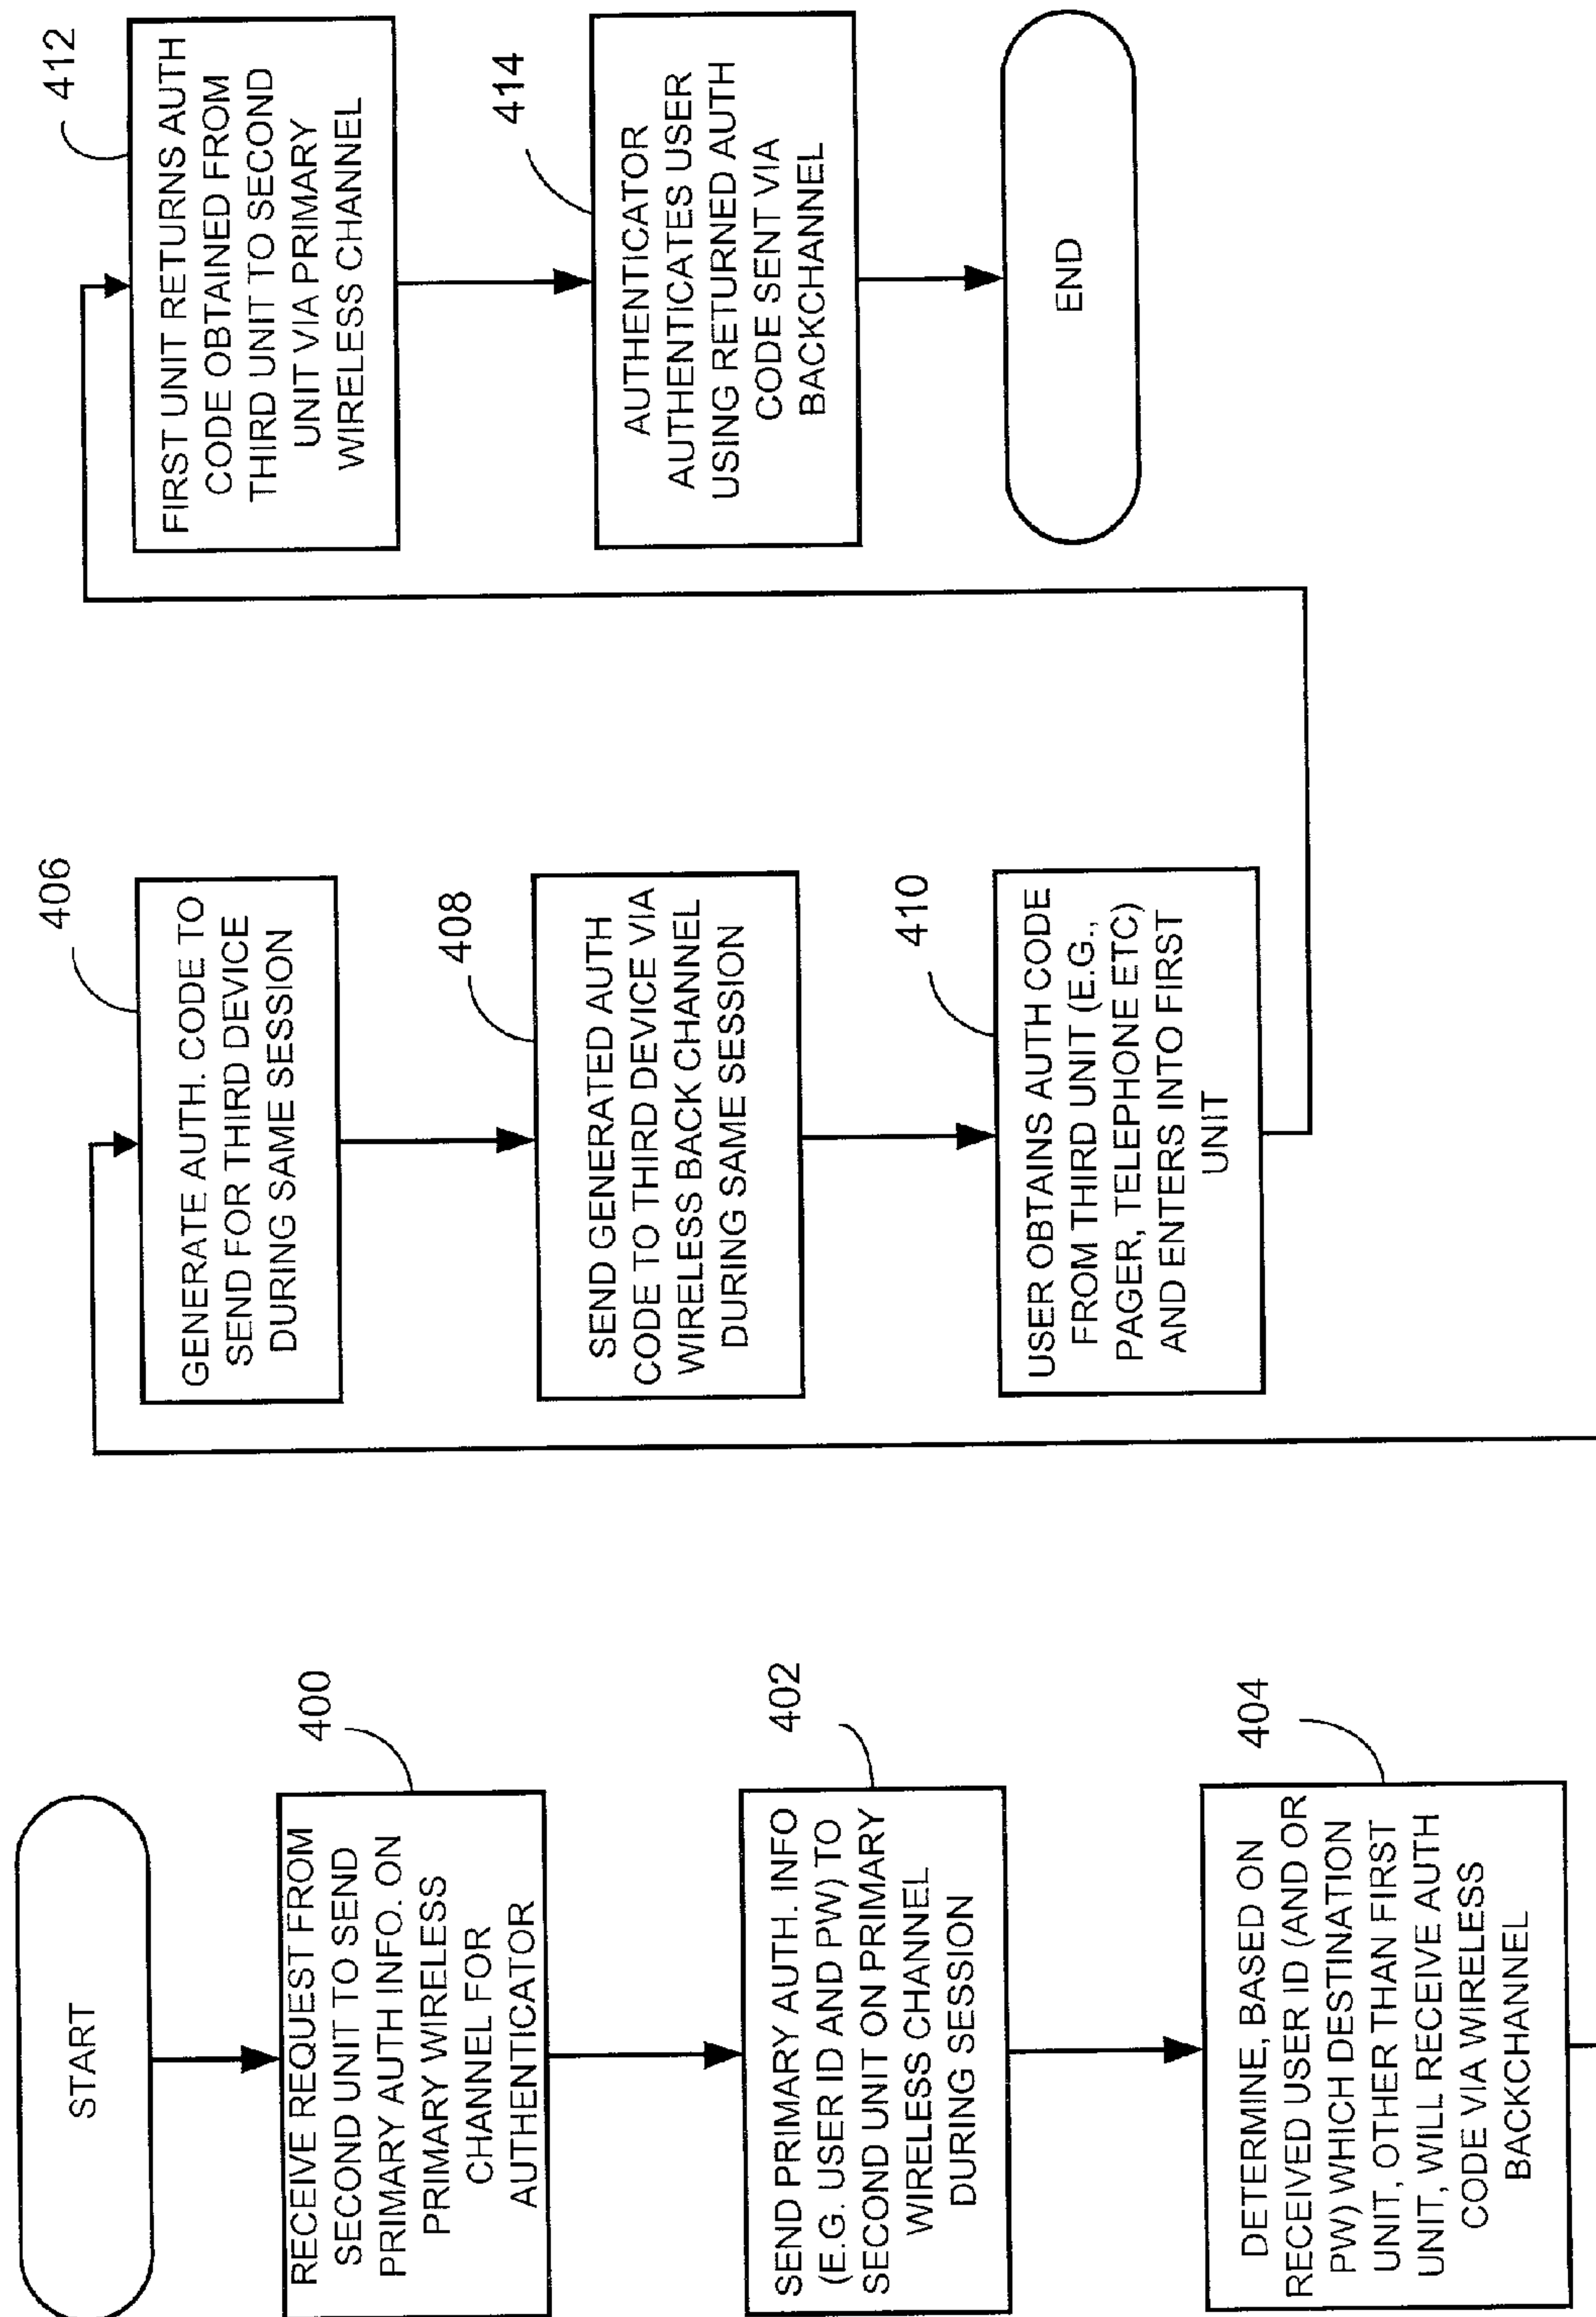 START
400
RECEIVE REQUEST FROM
SECOND UNIT TO SEND
PRIMARY AUTH INFO. ON
PRIMARY WIRELESS
CHANNEL FOR
AUTHENTICATOR
402
SEND PRIMARY AUTH. INFO
(E.G. USER ID AND PW) TO
SECOND UNIT ON PRIMARY
WIRELESS CHANNEL
DURING SESSION
404
DETERMINE, BASED ON
RECEIVED USER ID (AND OR
PW) WHICH DESTINATION
UNIT, OTHER THAN FIRST
UNIT, WILL RECEIVE AUTH
CODE VIA WIRELESS
BACKCHANNEL
406
GENERATE AUTH. CODE TO
SEND FOR THIRD DEVICE
DURING SAME SESSION
408
SEND GENERATED AUTH
CODE TO THIRD DEVICE VIA
WIRELESS BACK CHANNEL
DURING SAME SESSION
410
USER OBTAINS AUTH CODE
FROM THIRD UNIT (E.G.,
PAGER, TELEPHONE ETC)
AND ENTERS INTO FIRST
UNIT
412
FIRST UNIT RETURNS AUTH
CODE OBTAINED FROM
THIRD UNIT TO SECOND
UNIT VIA PRIMARY
WIRELESS CHANNEL
414
AUTHENTICATOR
AUTHENTICATES USER
USING RETURNED AUTH
CODE SENT VIA
BACKCHANNEL
END